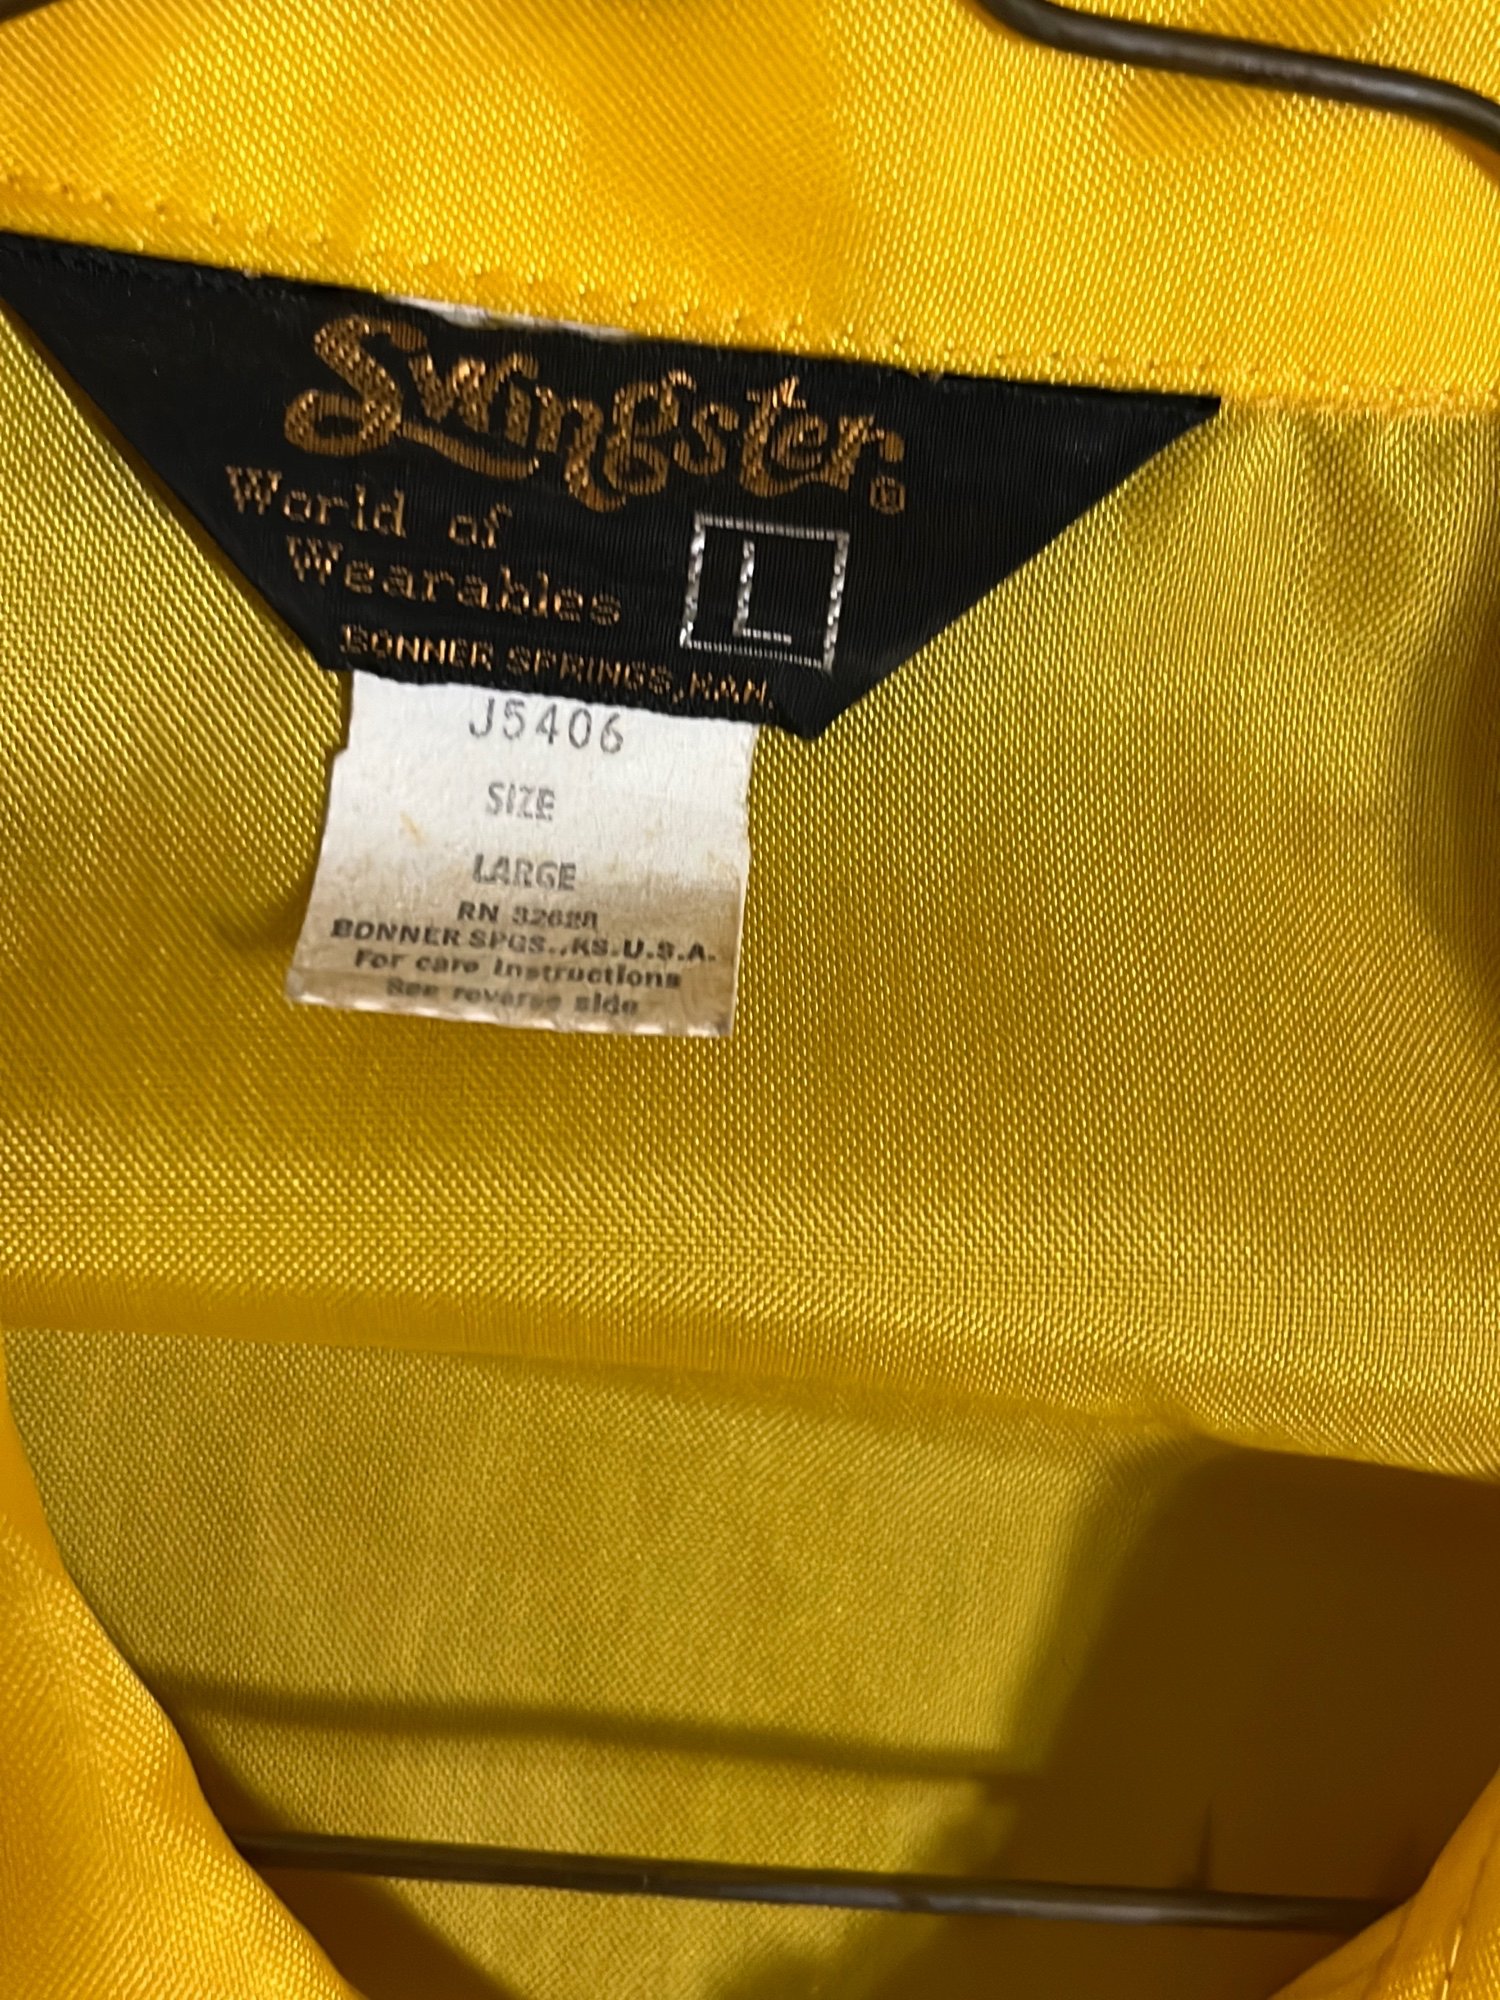 Swingster®
World of
Wearables
L
BONNER SPRINGS, KAN.
J5406
SIZE
LARGE
RN 32628
BONNER SPGS.,KS.U.S.A.
For care instructions
See reverse side